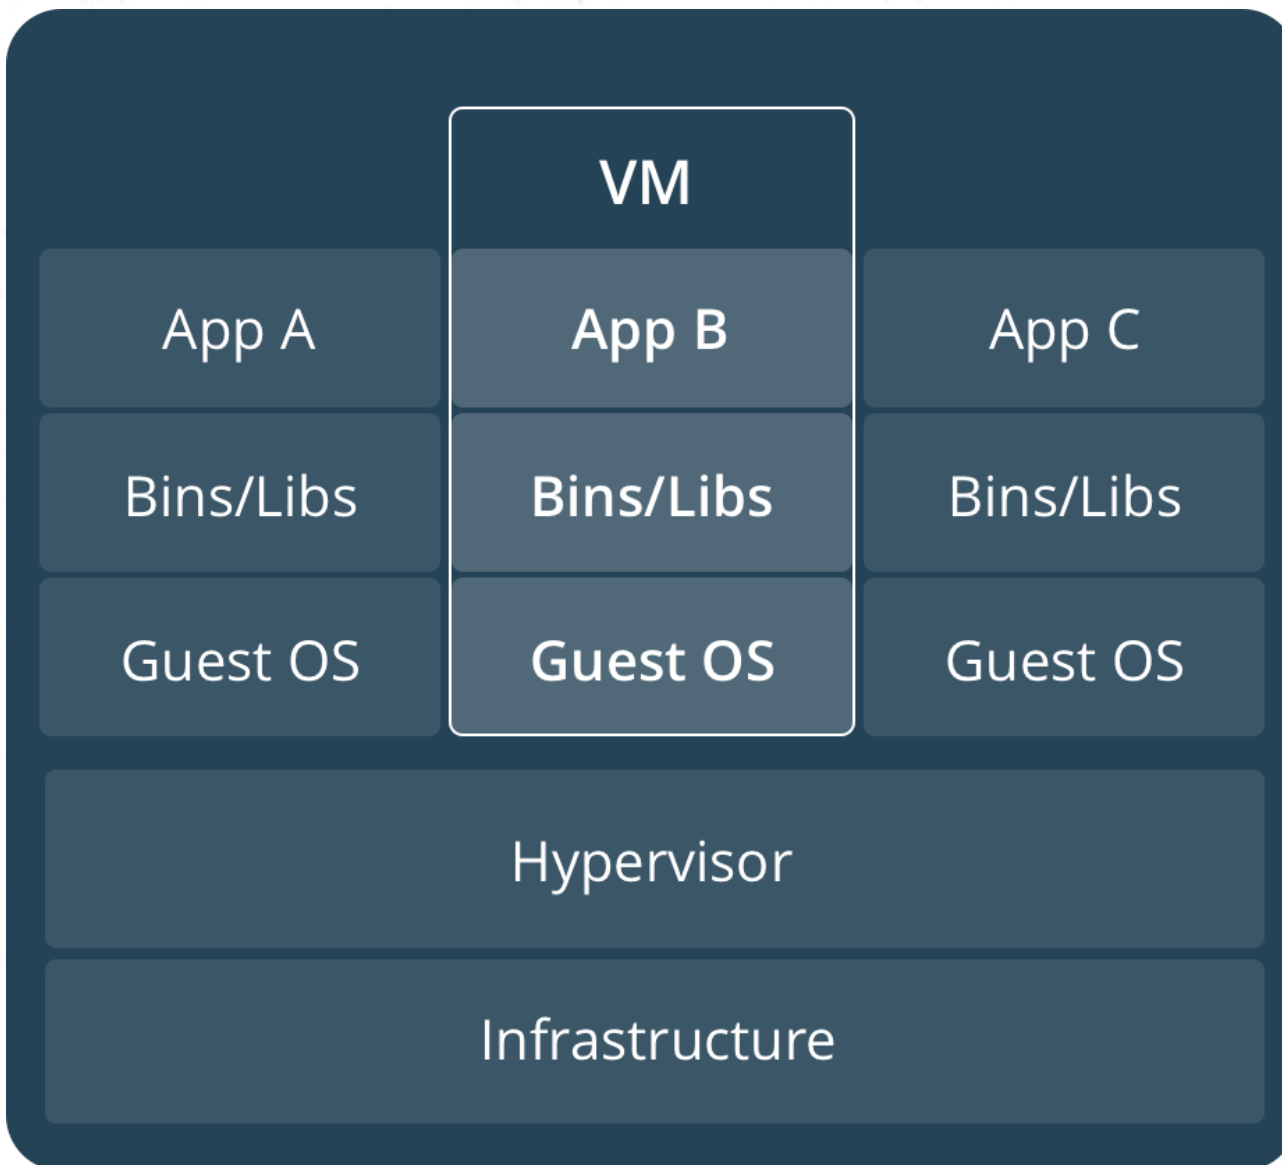 VM
App A
App B
App C
Bins/Libs
Bins/Libs
Bins/Libs
Guest OS
Guest OS
Guest OS
Hypervisor
Infrastructure